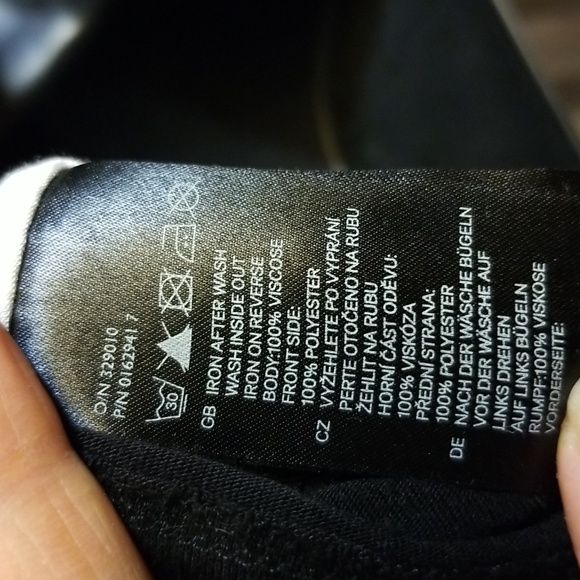 O/N 329010
P/N 0162941 7
30
GB IRON AFTER WASH
WASH INSIDE OUT
IRON ON REVERSE
BODY:100% VISCOSE
FRONT SIDE:
100% POLYESTER
CZ VYŽEHLETE PO VYPRÁNÍ
PERTE OTOČENO NA RUBU
ŽEHLIT NA RUBU
HORNÍ ČÁST ODĚVU:
100% VISKÓZA
PŘEDNÍ STRANA:
100% POLYESTER
DE NACH DER WÄSCHE BÜGELN
VOR DER WÄSCHE AUF
LINKS DREHEN
AUF LINKS BÜGELN
RUMPF:100% VISKOSE
VORDERSEITE: